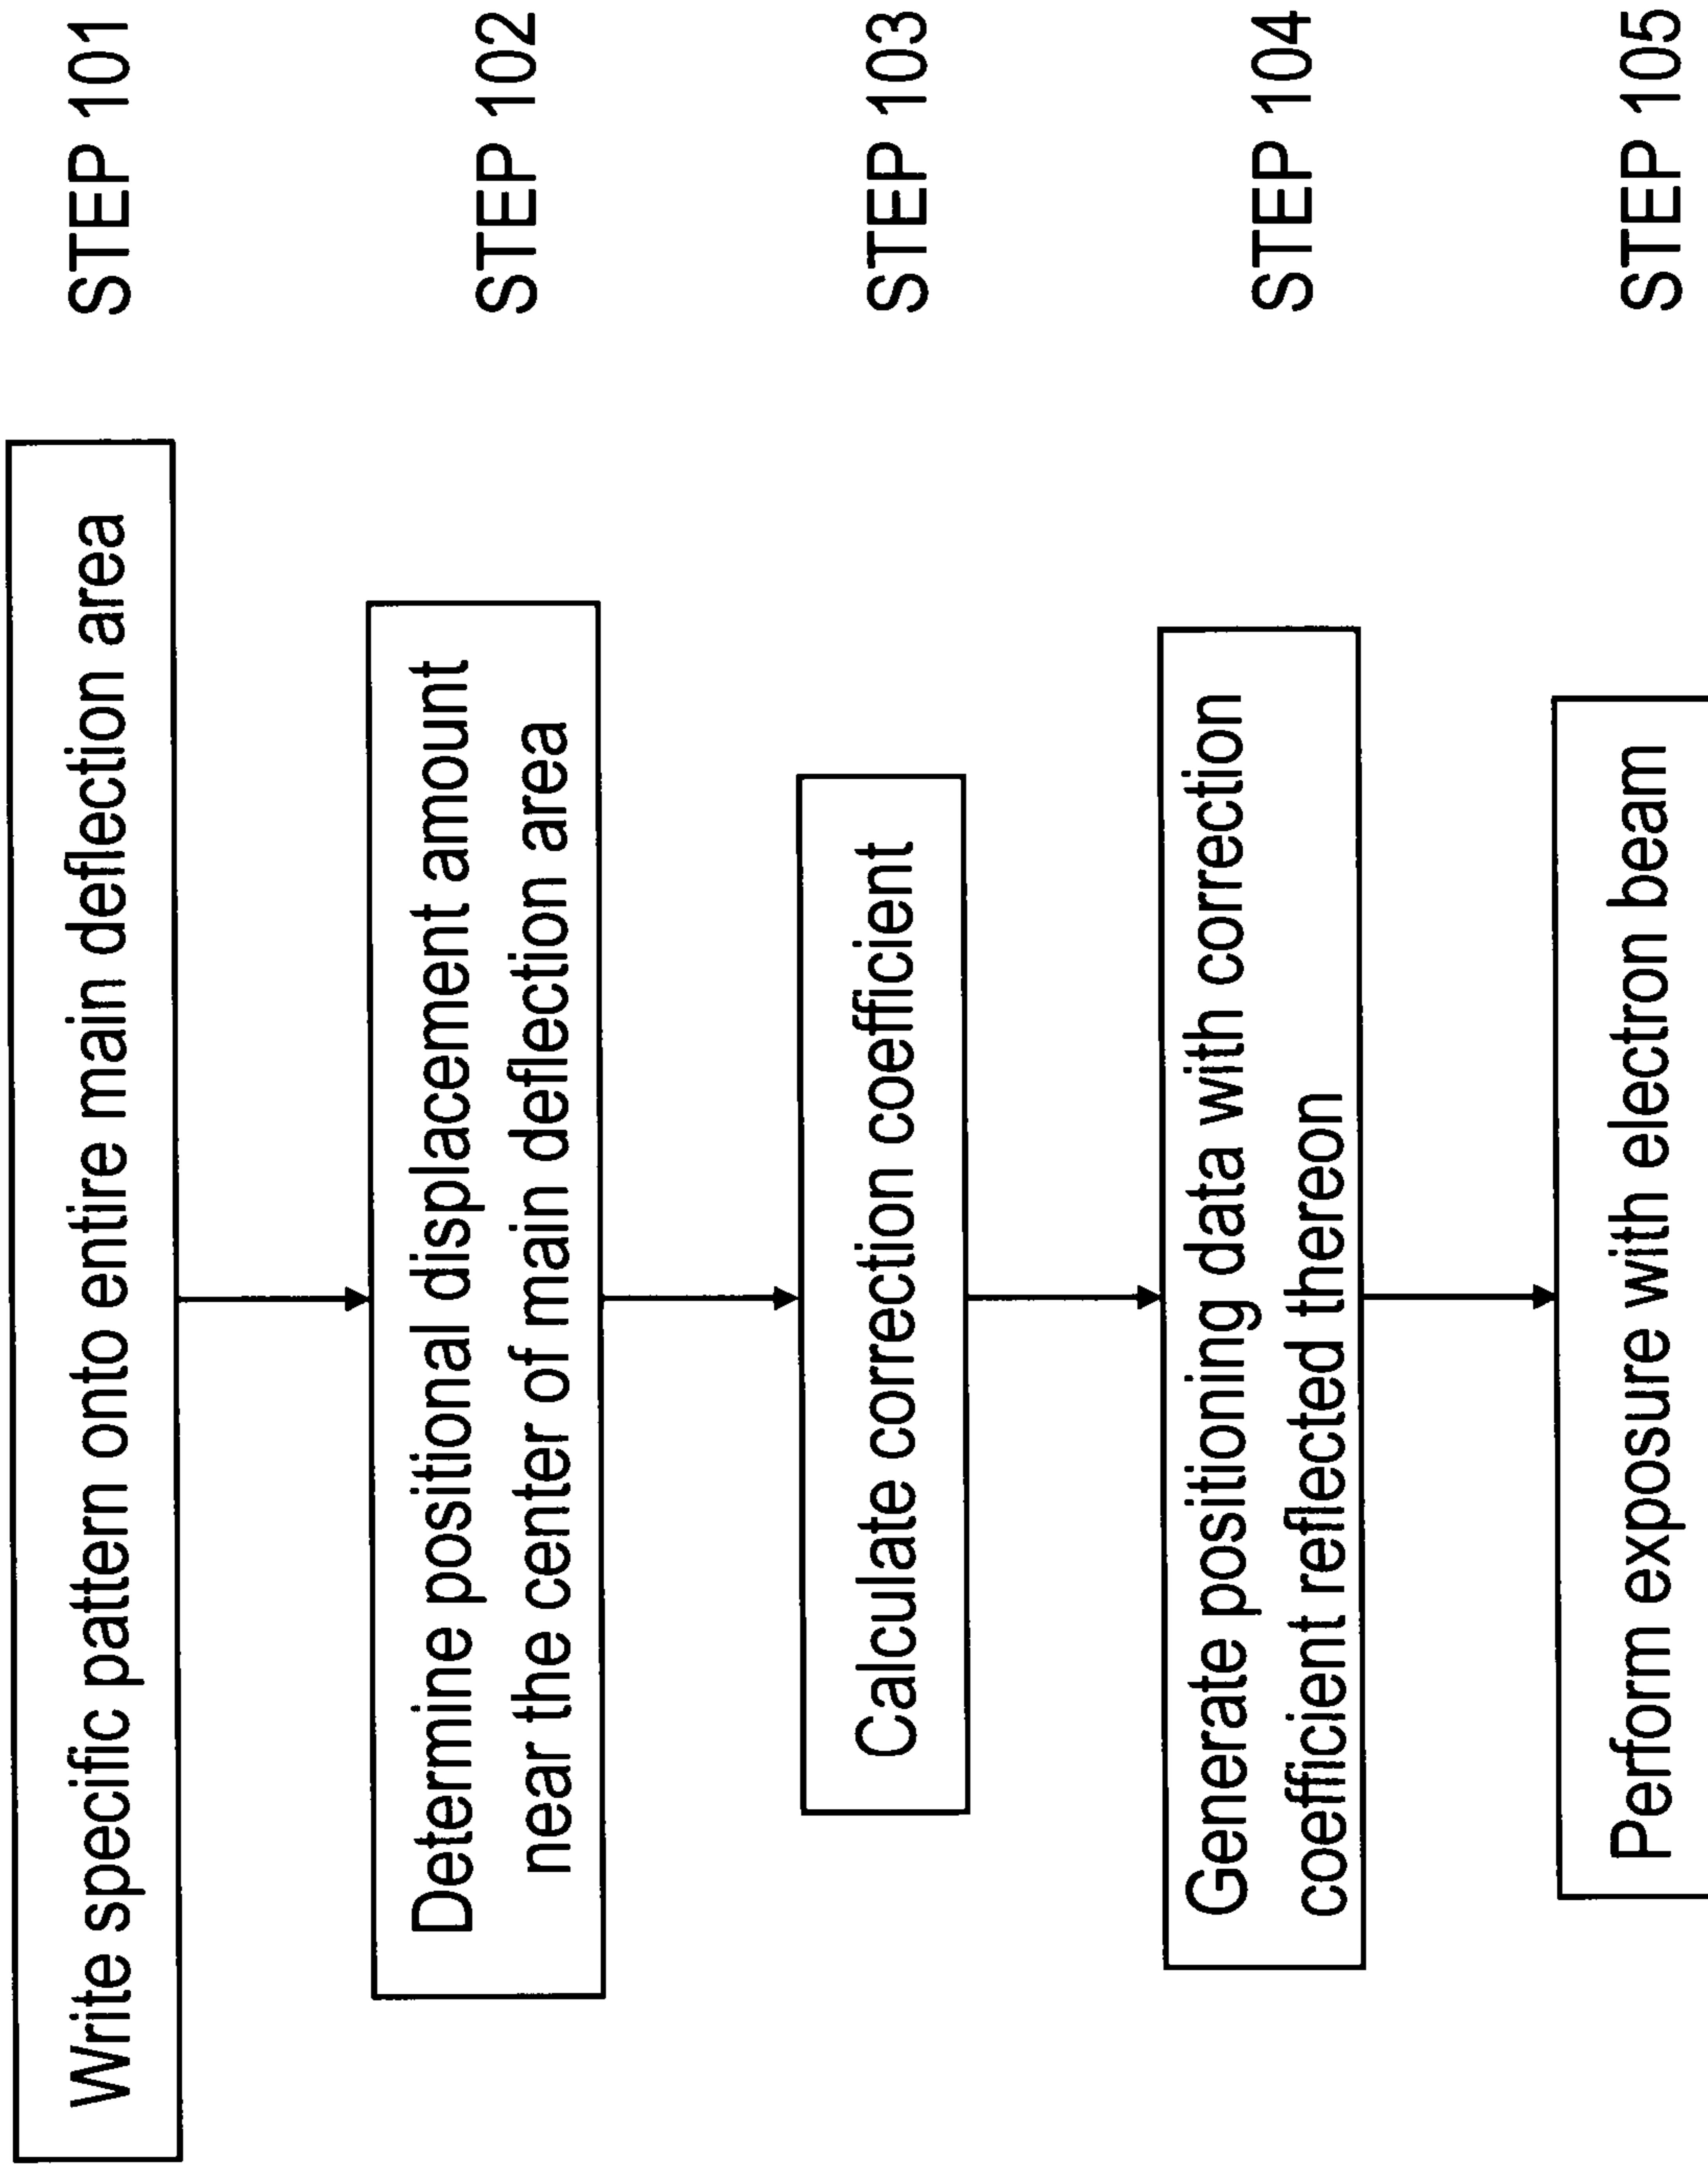 Write specific pattern onto entire main deflection area
STEP 101
Determine positional displacement amount
near the center of main deflection area
STEP 102
Calculate correction coefficient
STEP 103
Generate positioning data with correction
coefficient reflected thereon
STEP 104
Perform exposure with electron beam
STEP 105